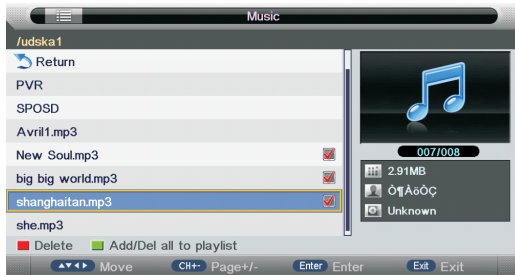 Music
/udska1
Return
PVR
SPOSD
Avril1.mp3
New Soul.mp3
big big world.mp3
shanghaitan.mp3
she.mp3
007/008
2.91MB
Ò¶ÀöÒÇ
Unknown
Delete Add/Del all to playlist
Move CH+- Page+/- Enter Enter Exit Exit